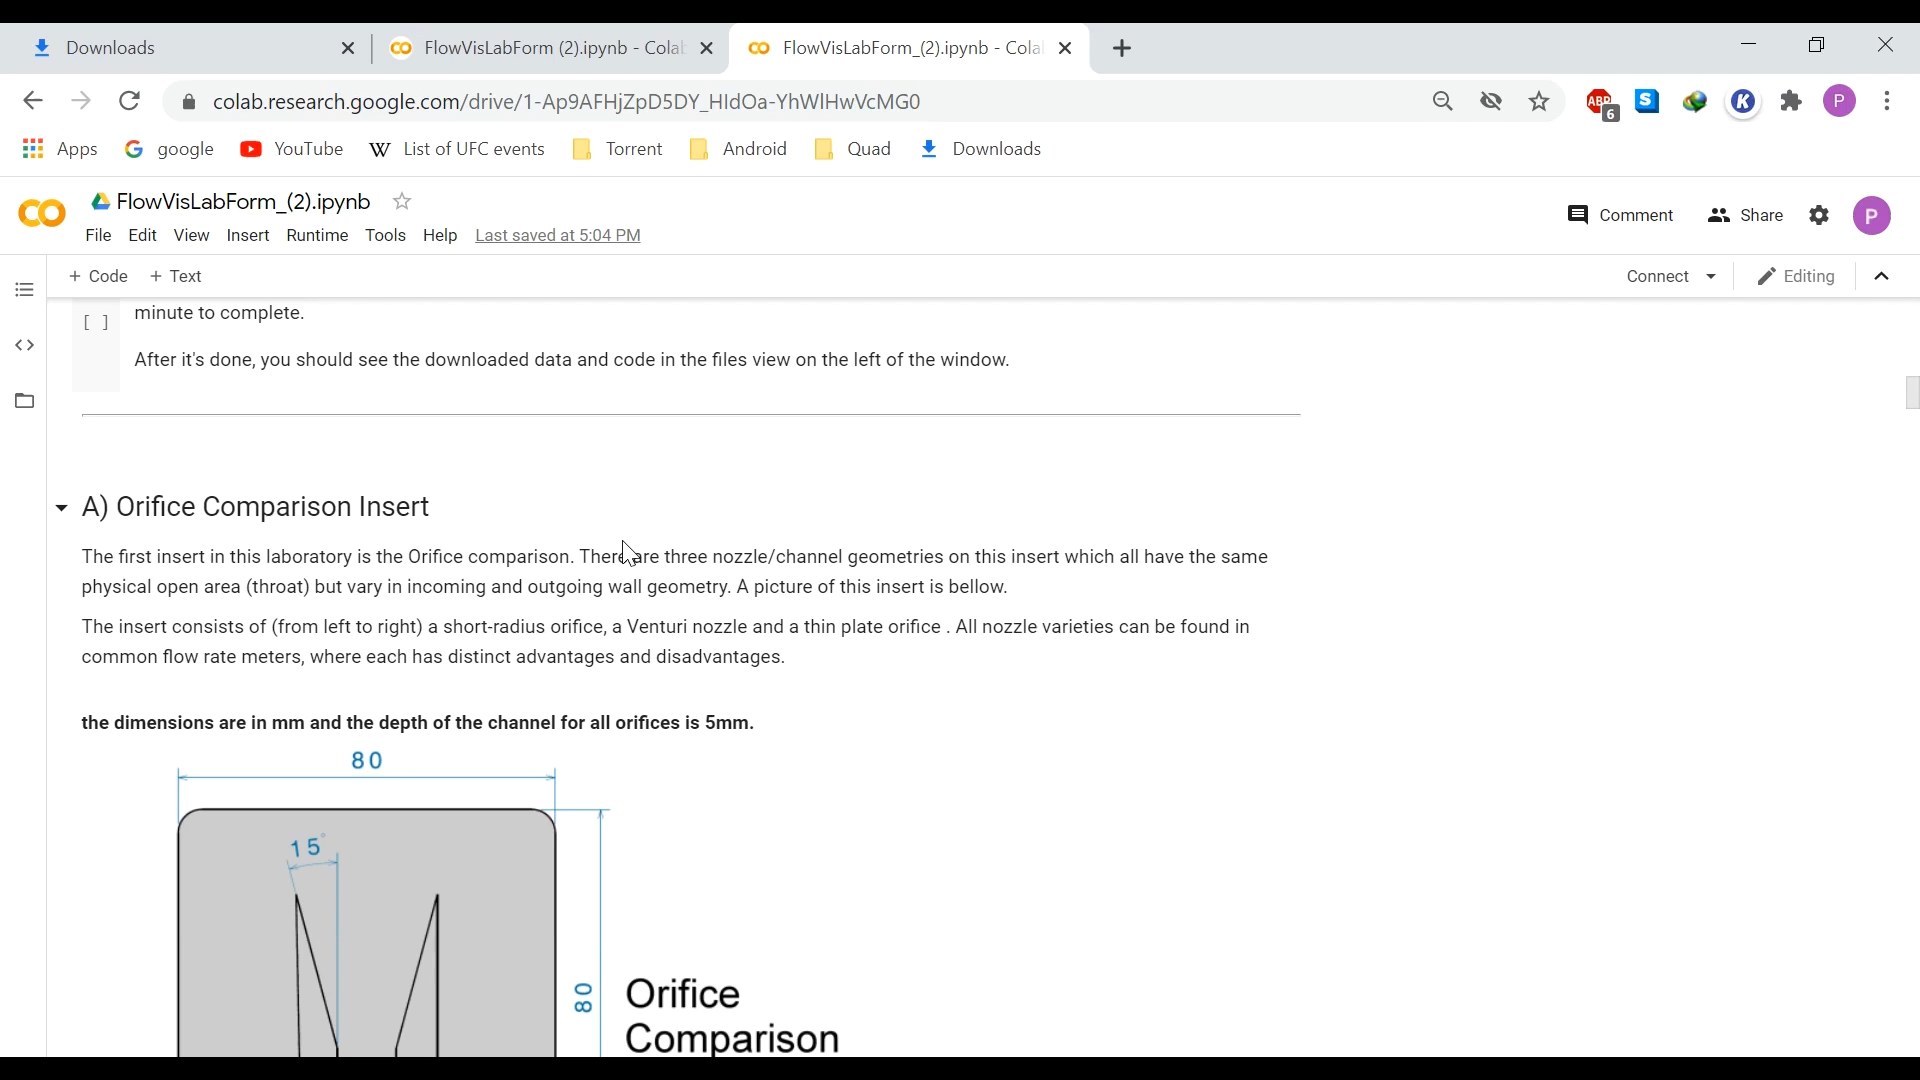 Downloads
FlowVisLabForm (2).ipynb - Colab
FlowVisLabForm_(2).ipynb - Colab
colab.research.google.com/drive/1-Ap9AFHjZpD5DY_HIdOa-YhWIHwVcMG0
ABP
6
S
K
P
Apps
google
YouTube
W List of UFC events
Torrent
Android
Quad
Downloads
FlowVisLabForm_(2).ipynb
File Edit View Insert Runtime Tools Help Last saved at 5:04 PM
Comment
Share
P
+ Code + Text
Connect
Editing
minute to complete.
[ ]
After it's done, you should see the downloaded data and code in the files view on the left of the window.
A) Orifice Comparison Insert
The first insert in this laboratory is the Orifice comparison. There are three nozzle/channel geometries on this insert which all have the same
physical open area (throat) but vary in incoming and outgoing wall geometry. A picture of this insert is bellow.
The insert consists of (from left to right) a short-radius orifice, a Venturi nozzle and a thin plate orifice . All nozzle varieties can be found in
common flow rate meters, where each has distinct advantages and disadvantages.
the dimensions are in mm and the depth of the channel for all orifices is 5mm.
80
15°
80
Orifice
Comparison